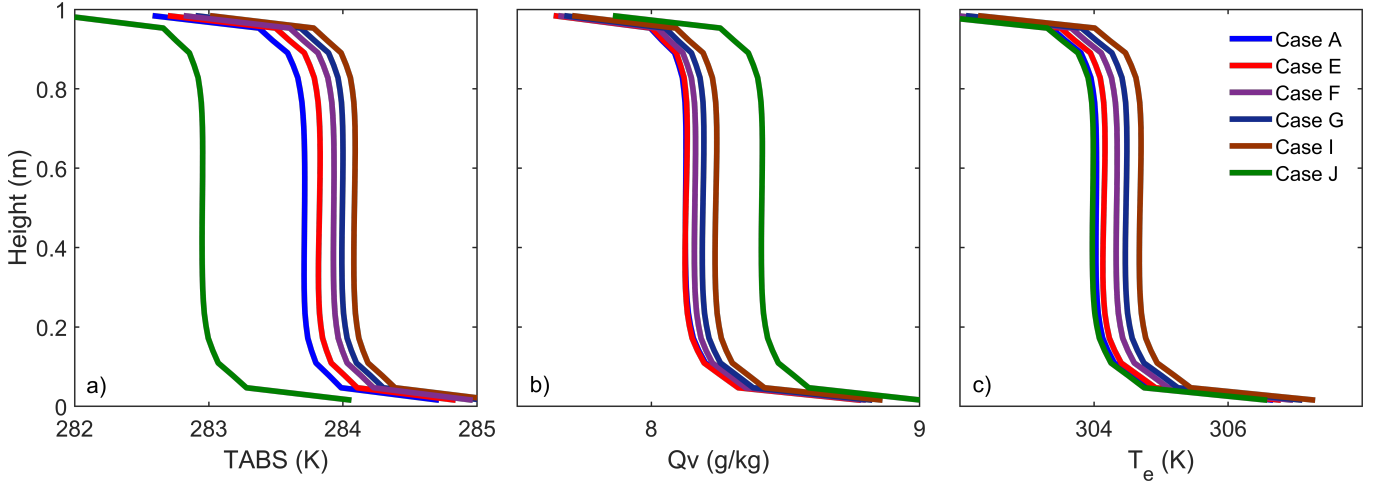 1
0.8
0.6
0.4
0.2
0
Height (m)
a)
282
283
284
285
TABS (K)
b)
8
9
Qv (g/kg)
Case A
Case E
Case F
Case G
Case I
Case J
c)
304
306
T_e (K)